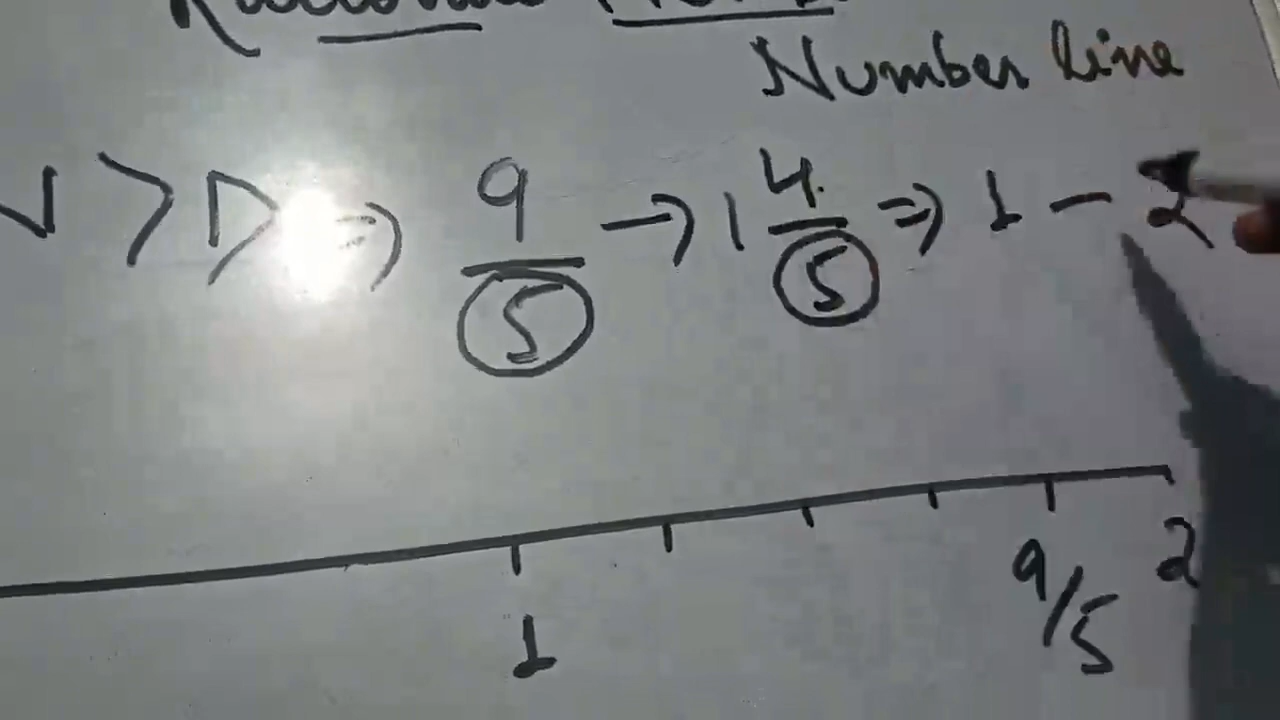 Number line
N > D ⇒ 9/5 → 1 4/5 ⇒ 1 - 2
1 9/5 2